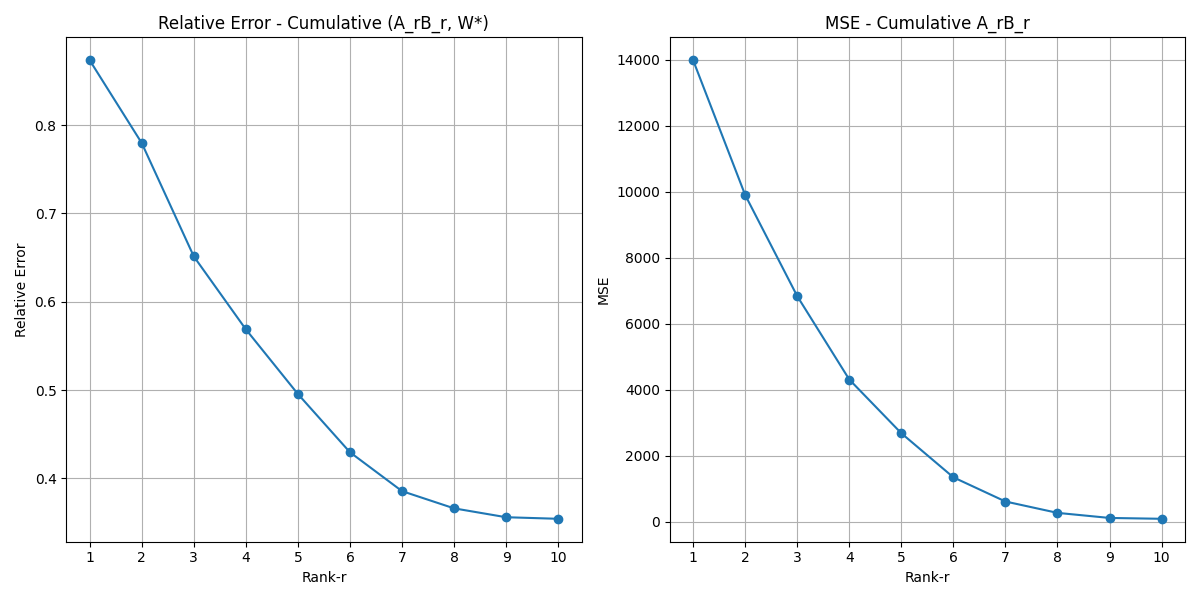 Relative Error - Cumulative (A_rB_r, W*)
Relative Error
0.8
0.7
0.6
0.5
0.4
1 2 3 4 5 6 7 8 9 10
Rank-r
MSE - Cumulative A_rB_r
MSE
14000
12000
10000
8000
6000
4000
2000
0
1 2 3 4 5 6 7 8 9 10
Rank-r